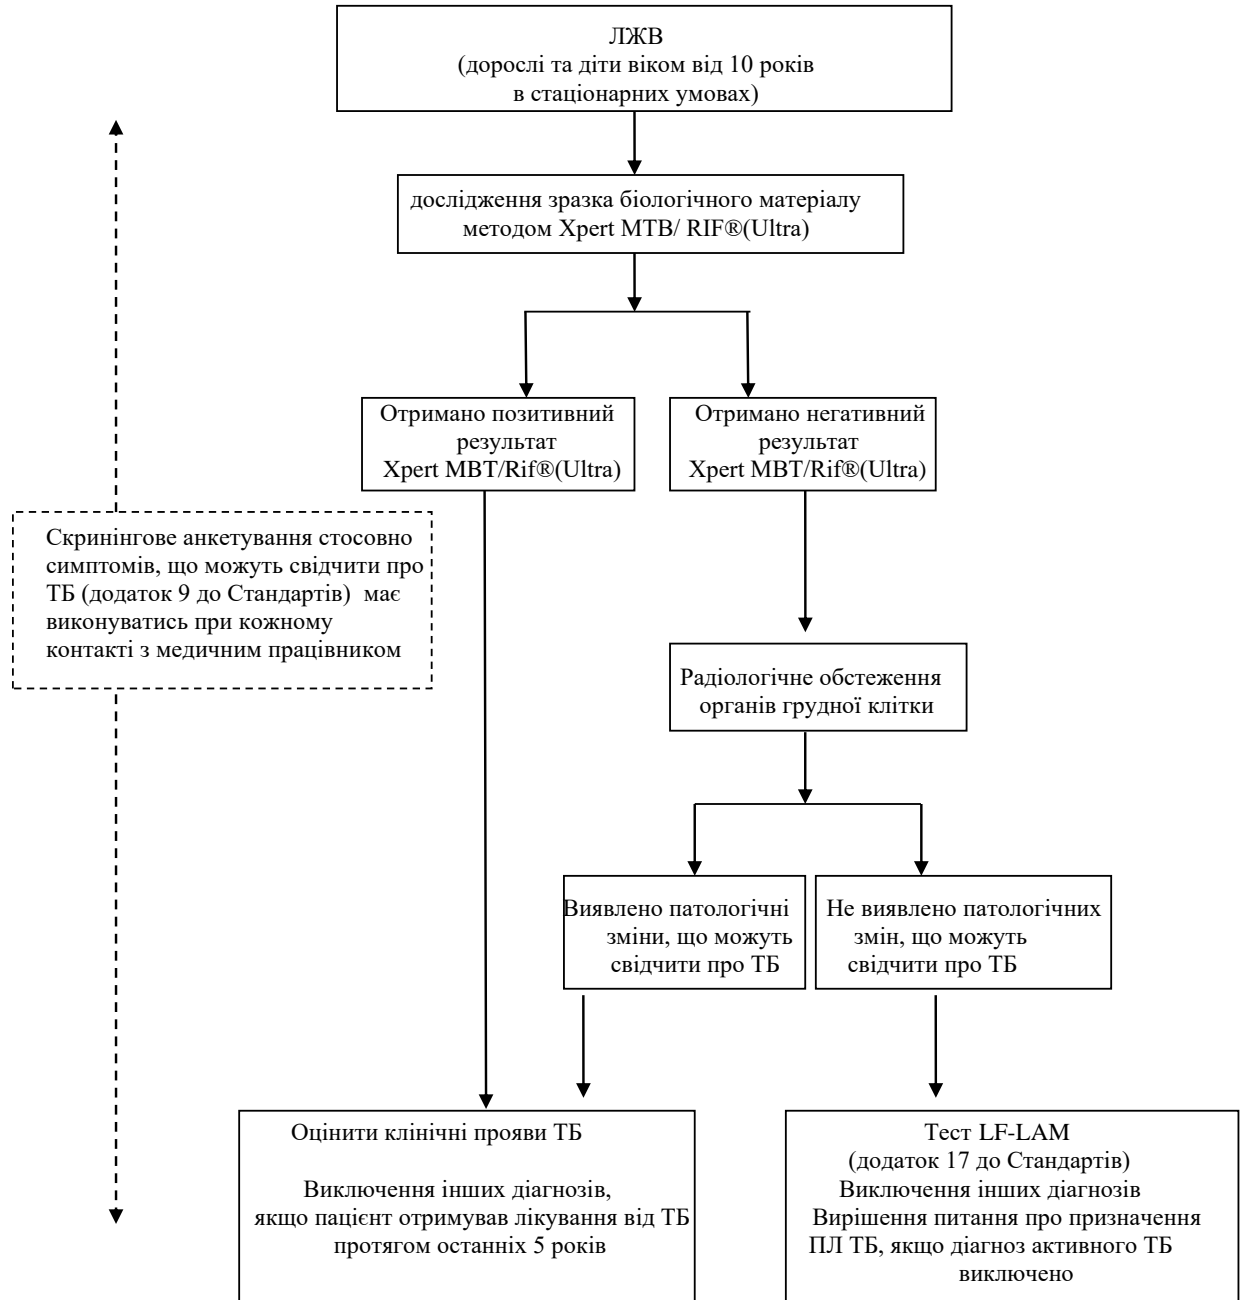 ЛЖВ
(дорослі та діти віком від 10 років
в стаціонарних умовах)
дослідження зразка біологічного матеріалу
методом Xpert MTB/ RIF®(Ultra)
Отримано позитивний
результат
Xpert MBT/Rif®(Ultra)
Отримано негативний
результат
Xpert MBT/Rif®(Ultra)
Скринінгове анкетування стосовно
симптомів, що можуть свідчити про
ТБ (додаток 9 до Стандартів) має
виконуватись при кожному
контакті з медичним працівником
Радіологічне обстеження
органів грудної клітки
Виявлено патологічні
зміни, що можуть
свідчити про ТБ
Не виявлено патологічних
змін, що можуть
свідчити про ТБ
Оцінити клінічні прояви ТБ
Виключення інших діагнозів,
якщо пацієнт отримував лікування від ТБ
протягом останніх 5 років
Тест LF-LAM
(додаток 17 до Стандартів)
Виключення інших діагнозів
Вирішення питання про призначення
ПЛ ТБ, якщо діагноз активного ТБ
виключено